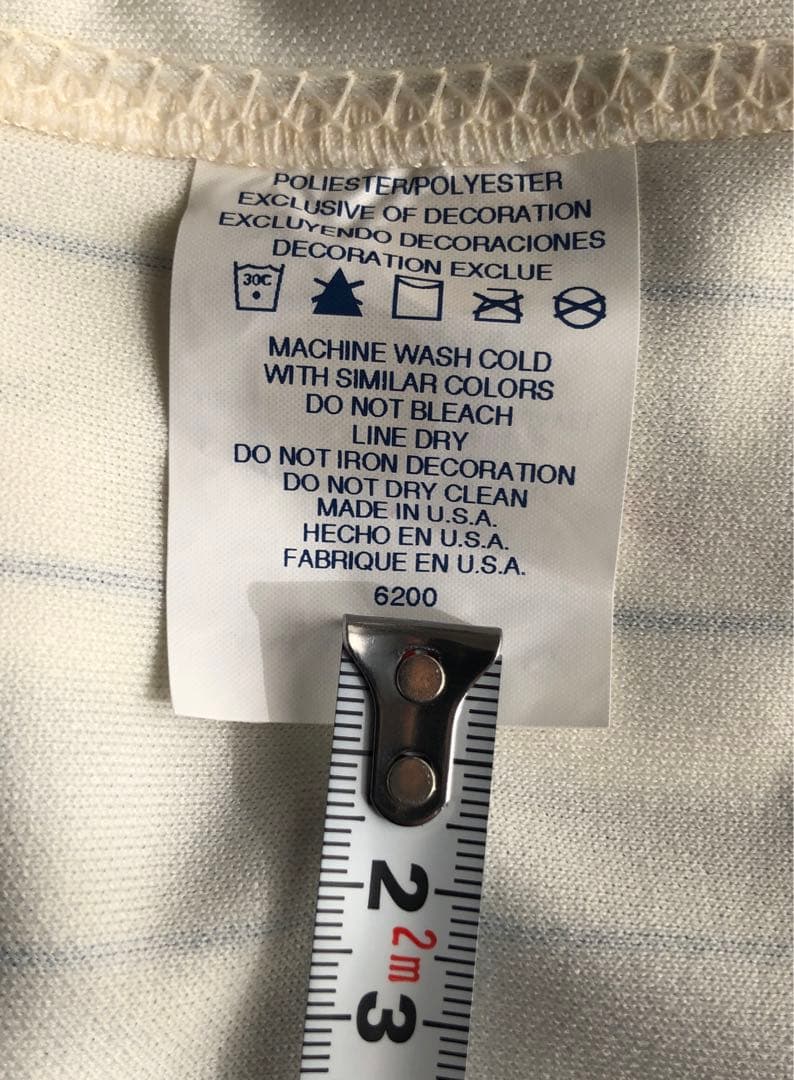 POLIESTER/POLYESTER
EXCLUSIVE OF DECORATION
EXCLUYENDO DECORACIONES
DECORATION EXCLUE
30C
MACHINE WASH COLD
WITH SIMILAR COLORS
DO NOT BLEACH
LINE DRY
DO NOT IRON DECORATION
DO NOT DRY CLEAN
MADE IN U.S.A.
HECHO EN U.S.A.
FABRIQUE EN U.S.A.
6200
2
2m
3